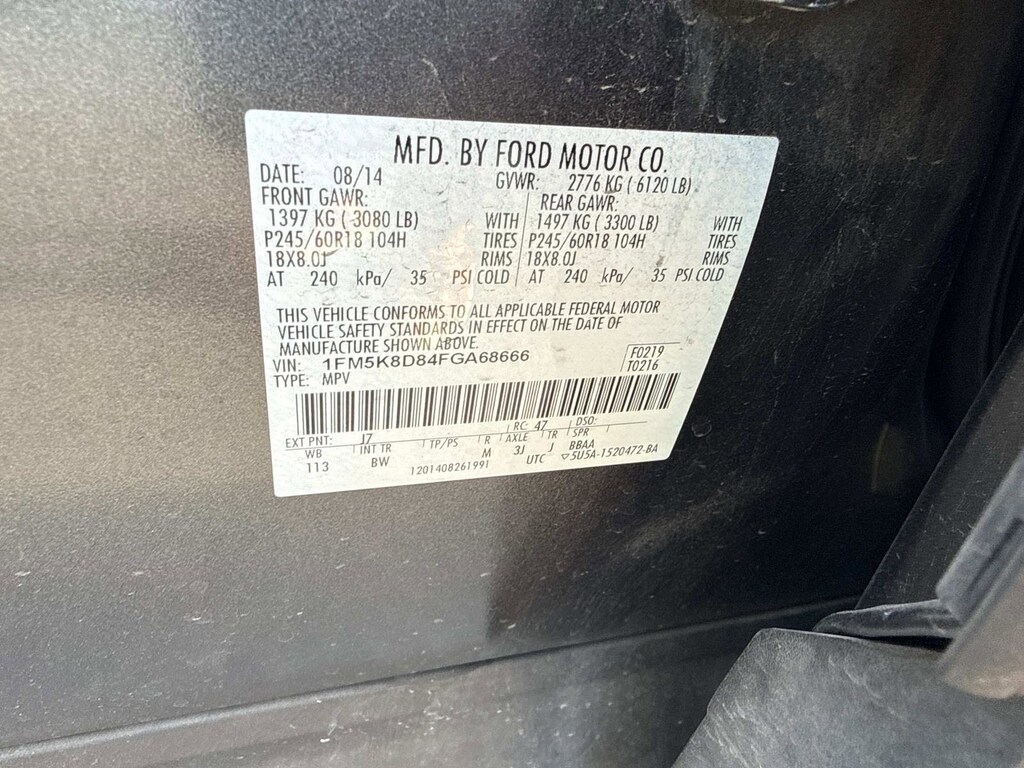 MFD. BY FORD MOTOR CO.
DATE: 08/14 GVWR: 2776 KG ( 6120 LB)
FRONT GAWR: REAR GAWR:
1397 KG ( 3080 LB) WITH 1497 KG ( 3300 LB) WITH
P245/60R18 104H TIRES P245/60R18 104H TIRES
18X8.0J RIMS 18X8.0J RIMS
AT 240 kPa/ 35 PSI COLD AT 240 kPa/ 35 PSI COLD
THIS VEHICLE CONFORMS TO ALL APPLICABLE FEDERAL MOTOR
VEHICLE SAFETY STANDARDS IN EFFECT ON THE DATE OF
MANUFACTURE SHOWN ABOVE.
VIN: 1FM5K8D84FGA68666 F0219
TYPE: MPV T0216
EXT PNT: J7 RC: 47 DSO:
WB INT TR TP/PS R AXLE TR SPR
113 BW M 3J J BBAA
1201408261991 UTC ▽5U5A-1520472-BA